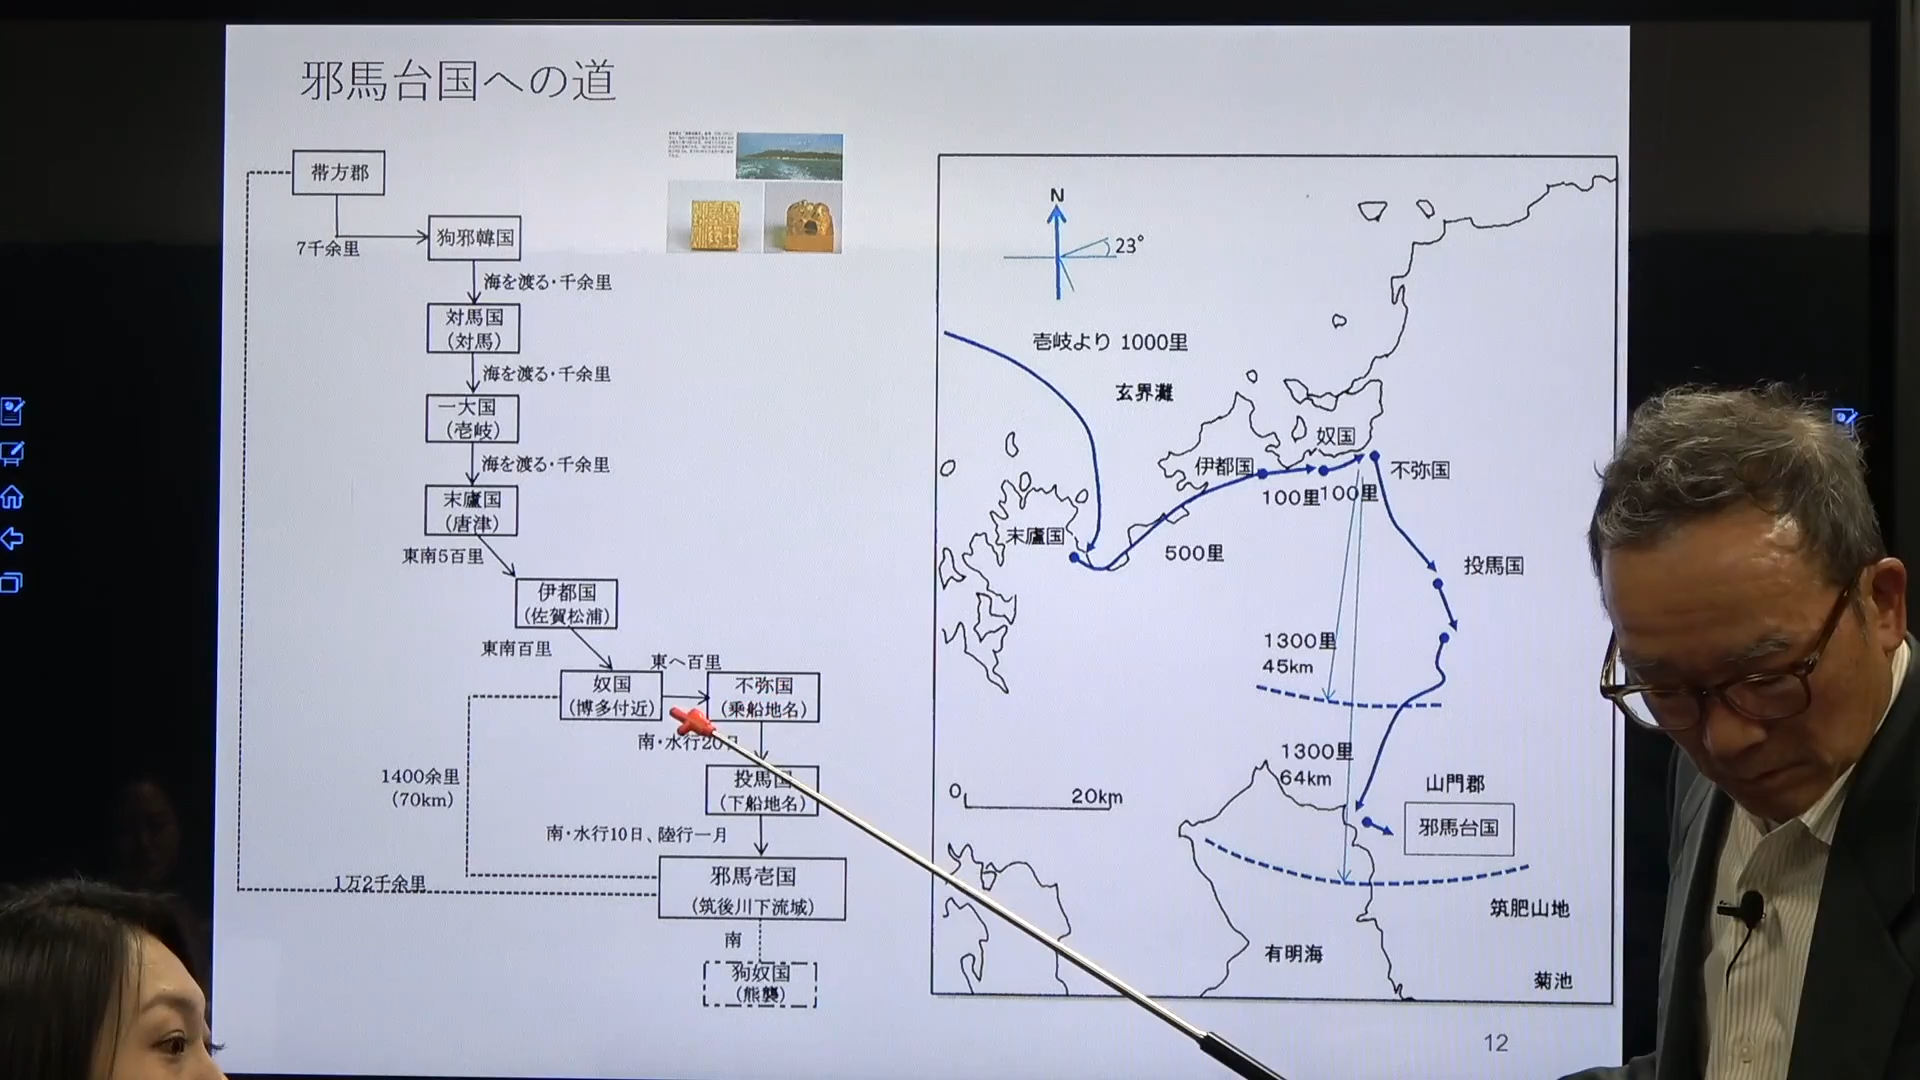 邪馬台国への道
帯方郡
7千余里
狗邪韓国
海を渡る・千余里
対馬国
(対馬)
海を渡る・千余里
一大国
(壱岐)
海を渡る・千余里
末廬国
(唐津)
東南5百里
伊都国
(佐賀松浦)
東南百里
奴国
(博多付近)
東へ百里
不弥国
(乗船地名)
南・水行20日
投馬国
(下船地名)
南・水行10日、陸行一月
邪馬壱国
(筑後川下流域)
南
狗奴国
(熊襲)
1400余里
(70km)
1万2千余里
N
23°
壱岐より 1000里
玄界灘
奴国
伊都国
不弥国
100里
100里
末廬国
500里
投馬国
1300里
45km
1300里
64km
0
20km
山門郡
邪馬台国
筑肥山地
有明海
菊池
12